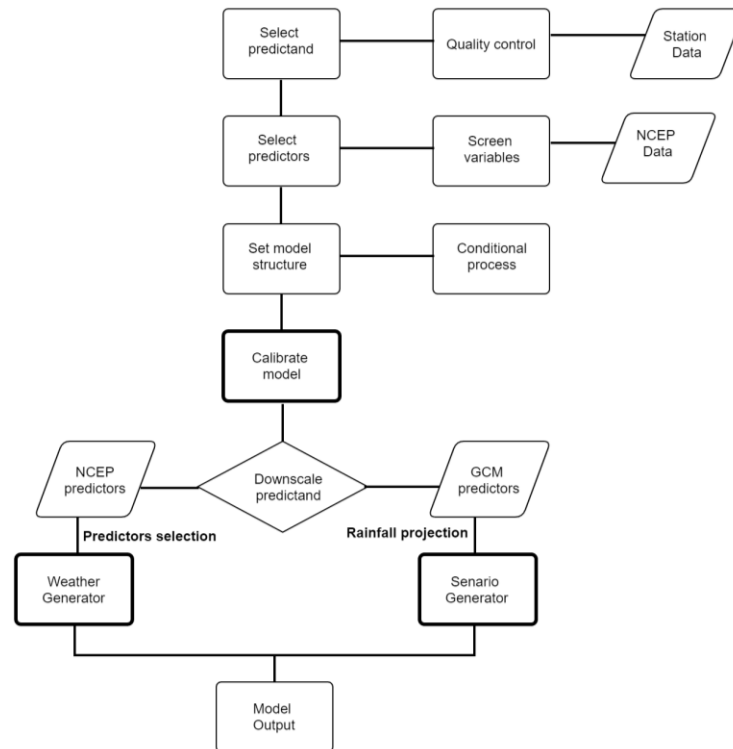 Select
predictand
Quality control
Station
Data
Select
predictors
Screen
variables
NCEP
Data
Set model
structure
Conditional
process
Calibrate
model
NCEP
predictors
Downscale
predictand
GCM
predictors
Predictors selection
Rainfall projection
Weather
Generator
Senario
Generator
Model
Output